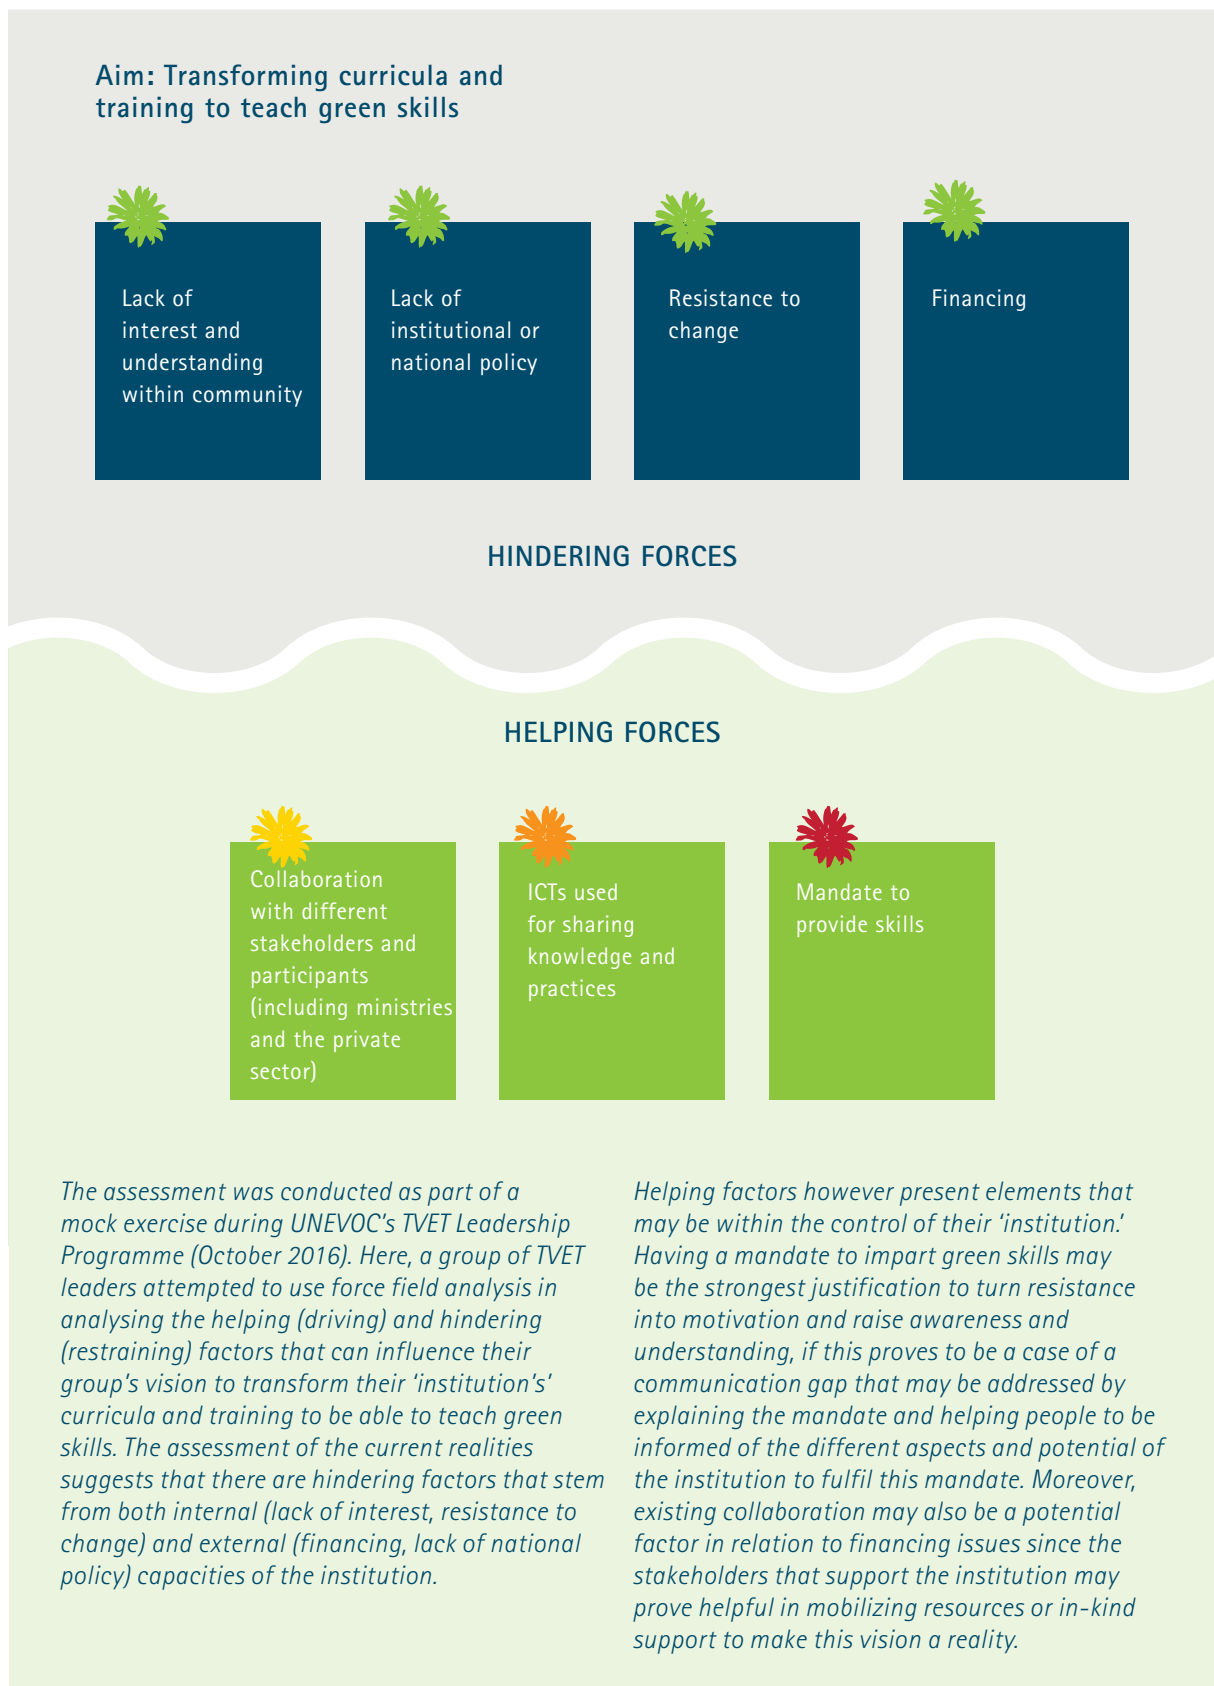 Aim: Transforming curricula and
training to teach green skills
Lack of
interest and
understanding
within community
Lack of
institutional or
national policy
Resistance to
change
Financing
HINDERING FORCES
HELPING FORCES
Collaboration
with different
stakeholders and
participants
(including ministries
and the private
sector)
ICTs used
for sharing
knowledge and
practices
Mandate to
provide skills
The assessment was conducted as part of a
mock exercise during UNEVOC's TVET Leadership
Programme (October 2016). Here, a group of TVET
leaders attempted to use force field analysis in
analysing the helping (driving) and hindering
(restraining) factors that can influence their
group's vision to transform their 'institution's'
curricula and training to be able to teach green
skills. The assessment of the current realities
suggests that there are hindering factors that stem
from both internal (lack of interest, resistance to
change) and external (financing, lack of national
policy) capacities of the institution.
Helping factors however present elements that
may be within the control of their 'institution.'
Having a mandate to impart green skills may
be the strongest justification to turn resistance
into motivation and raise awareness and
understanding, if this proves to be a case of a
communication gap that may be addressed by
explaining the mandate and helping people to be
informed of the different aspects and potential of
the institution to fulfil this mandate. Moreover,
existing collaboration may also be a potential
factor in relation to financing issues since the
stakeholders that support the institution may
prove helpful in mobilizing resources or in-kind
support to make this vision a reality.